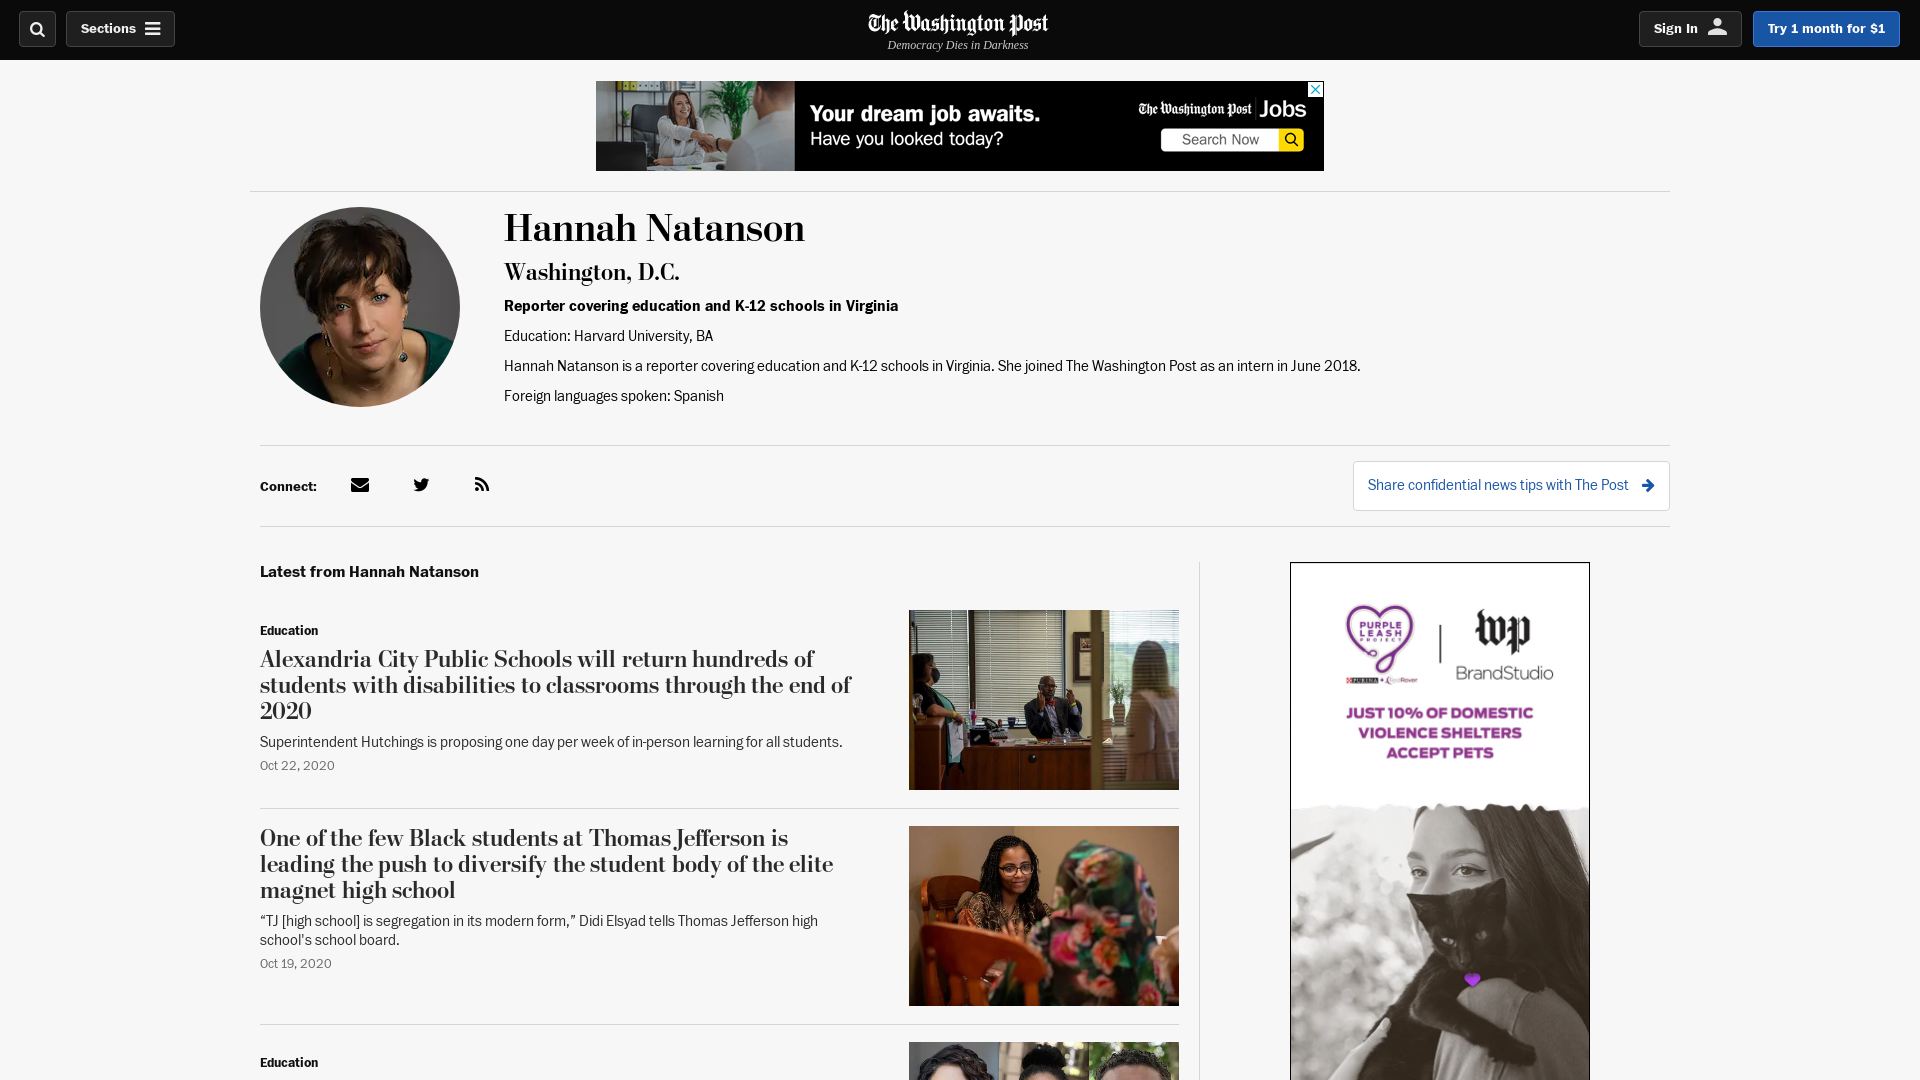 Sections
The Washington Post
Democracy Dies in Darkness
Sign In
Try 1 month for $1
Your dream job awaits.
Have you looked today?
The Washington Post Jobs
Search Now
Hannah Natanson
Washington, D.C.
Reporter covering education and K-12 schools in Virginia
Education: Harvard University, BA
Hannah Natanson is a reporter covering education and K-12 schools in Virginia. She joined The Washington Post as an intern in June 2018.
Foreign languages spoken: Spanish
Connect:
Share confidential news tips with The Post
Latest from Hannah Natanson
Education
Alexandria City Public Schools will return hundreds of
students with disabilities to classrooms through the end of
2020
Superintendent Hutchings is proposing one day per week of in-person learning for all students.
Oct 22, 2020
One of the few Black students at Thomas Jefferson is
leading the push to diversify the student body of the elite
magnet high school
“TJ [high school] is segregation in its modern form,” Didi Elsyad tells Thomas Jefferson high
school's school board.
Oct 19, 2020
Education
PURPLE
LEASH
PROJECT
PURINA + RedRover
wp
BrandStudio
JUST 10% OF DOMESTIC
VIOLENCE SHELTERS
ACCEPT PETS